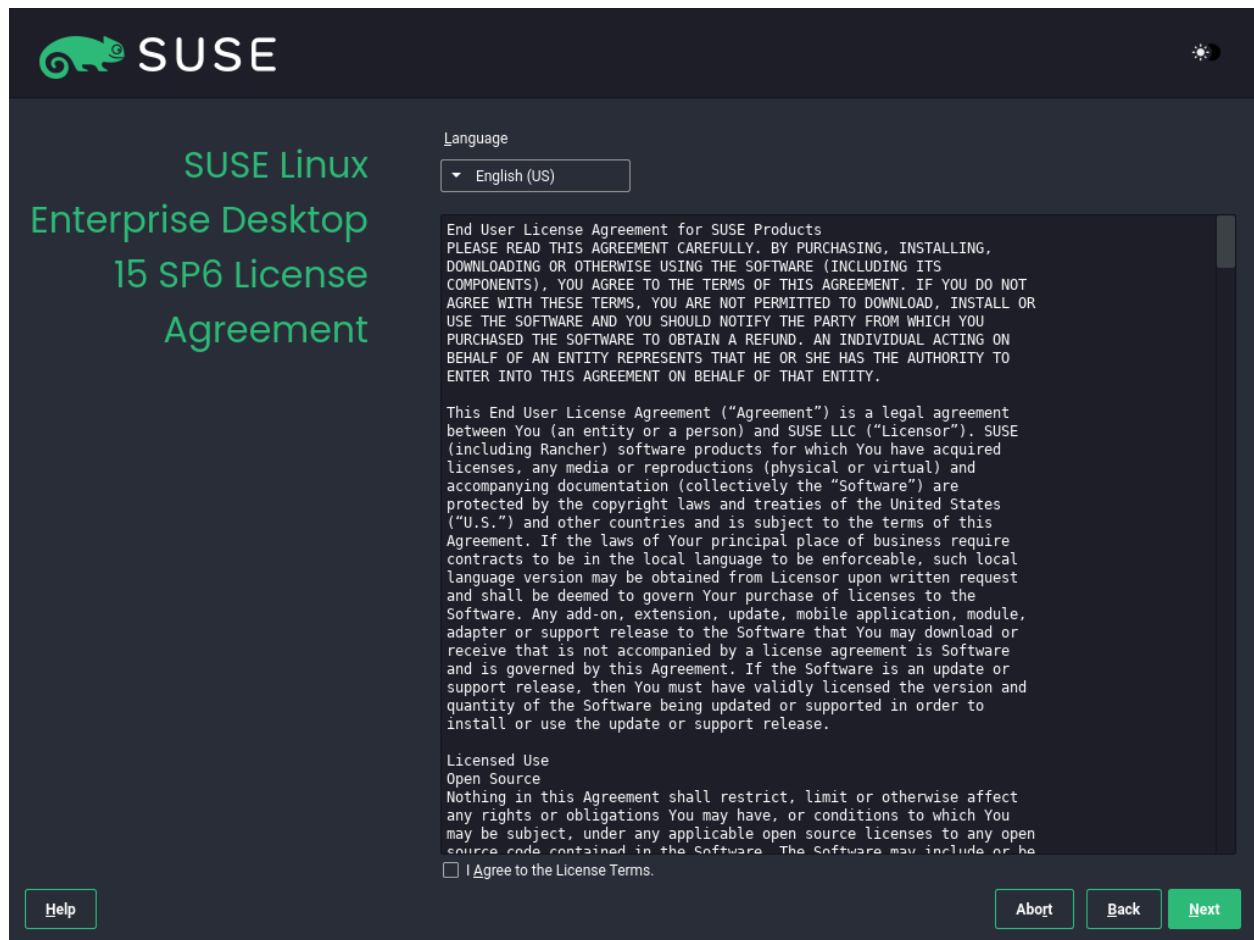 SUSE
SUSE Linux
Enterprise Desktop
15 SP6 License
Agreement
Language
English (US)
End User License Agreement for SUSE Products
PLEASE READ THIS AGREEMENT CAREFULLY. BY PURCHASING, INSTALLING,
DOWNLOADING OR OTHERWISE USING THE SOFTWARE (INCLUDING ITS
COMPONENTS), YOU AGREE TO THE TERMS OF THIS AGREEMENT. IF YOU DO NOT
AGREE WITH THESE TERMS, YOU ARE NOT PERMITTED TO DOWNLOAD, INSTALL OR
USE THE SOFTWARE AND YOU SHOULD NOTIFY THE PARTY FROM WHICH YOU
PURCHASED THE SOFTWARE TO OBTAIN A REFUND. AN INDIVIDUAL ACTING ON
BEHALF OF AN ENTITY REPRESENTS THAT HE OR SHE HAS THE AUTHORITY TO
ENTER INTO THIS AGREEMENT ON BEHALF OF THAT ENTITY.
This End User License Agreement (“Agreement”) is a legal agreement
between You (an entity or a person) and SUSE LLC (“Licensor”). SUSE
(including Rancher) software products for which You have acquired
licenses, any media or reproductions (physical or virtual) and
accompanying documentation (collectively the “Software”) are
protected by the copyright laws and treaties of the United States
(“U.S.”) and other countries and is subject to the terms of this
Agreement. If the laws of Your principal place of business require
contracts to be in the local language to be enforceable, such local
language version may be obtained from Licensor upon written request
and shall be deemed to govern Your purchase of licenses to the
Software. Any add-on, extension, update, mobile application, module,
adapter or support release to the Software that You may download or
receive that is not accompanied by a license agreement is Software
and is governed by this Agreement. If the Software is an update or
support release, then You must have validly licensed the version and
quantity of the Software being updated or supported in order to
install or use the update or support release.
Licensed Use
Open Source
Nothing in this Agreement shall restrict, limit or otherwise affect
any rights or obligations You may have, or conditions to which You
may be subject, under any applicable open source licenses to any open
source code contained in the Software. The Software may include or be
I Agree to the License Terms.
Help
Abort
Back
Next